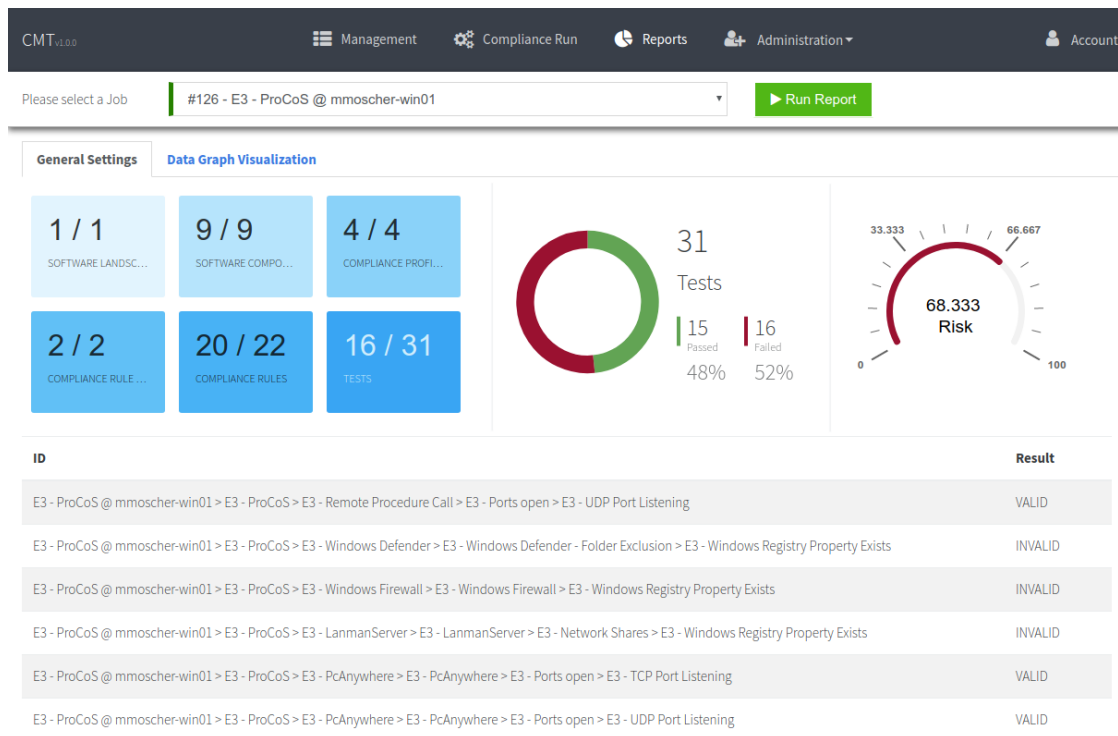 CMT v1.0.0 Management Compliance Run Reports Administration Account
Please select a Job #126 - E3 - ProCoS @ mmoscher-win01 Run Report
General Settings Data Graph Visualization
1 / 1
SOFTWARE LANDSC...
9 / 9
SOFTWARE COMPO...
4 / 4
COMPLIANCE PROFI...
2 / 2
COMPLIANCE RULE ...
20 / 22
COMPLIANCE RULES
16 / 31
TESTS
31
Tests
15
Passed
48%
16
Failed
52%
33.333
66.667
68.333
Risk
0
100
ID Result
E3 - ProCoS @ mmoscher-win01 > E3 - ProCoS > E3 - Remote Procedure Call > E3 - Ports open > E3 - UDP Port Listening VALID
E3 - ProCoS @ mmoscher-win01 > E3 - ProCoS > E3 - Windows Defender > E3 - Windows Defender - Folder Exclusion > E3 - Windows Registry Property Exists INVALID
E3 - ProCoS @ mmoscher-win01 > E3 - ProCoS > E3 - Windows Firewall > E3 - Windows Firewall > E3 - Windows Registry Property Exists INVALID
E3 - ProCoS @ mmoscher-win01 > E3 - ProCoS > E3 - LanmanServer > E3 - LanmanServer > E3 - Network Shares > E3 - Windows Registry Property Exists INVALID
E3 - ProCoS @ mmoscher-win01 > E3 - ProCoS > E3 - PcAnywhere > E3 - PcAnywhere > E3 - Ports open > E3 - TCP Port Listening VALID
E3 - ProCoS @ mmoscher-win01 > E3 - ProCoS > E3 - PcAnywhere > E3 - PcAnywhere > E3 - Ports open > E3 - UDP Port Listening VALID